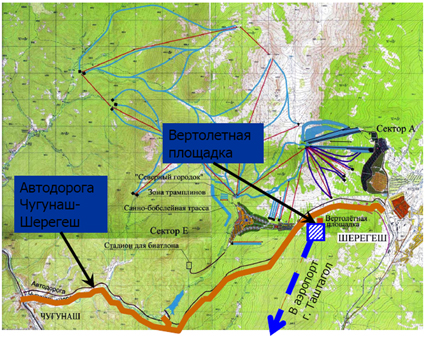 Вертолетная
площадка
Сектор А
"Северный городок"
Зона трамплинов
Санно-бобслейная трасса
Автодорога
Чугунаш-
Шерегеш
Сектор Е
Стадион для биатлона
Вертолётная
площадка
ШЕРЕГЕШ
Автодорога
ЧУГУНАШ
В аэропорт
г. Таштагол